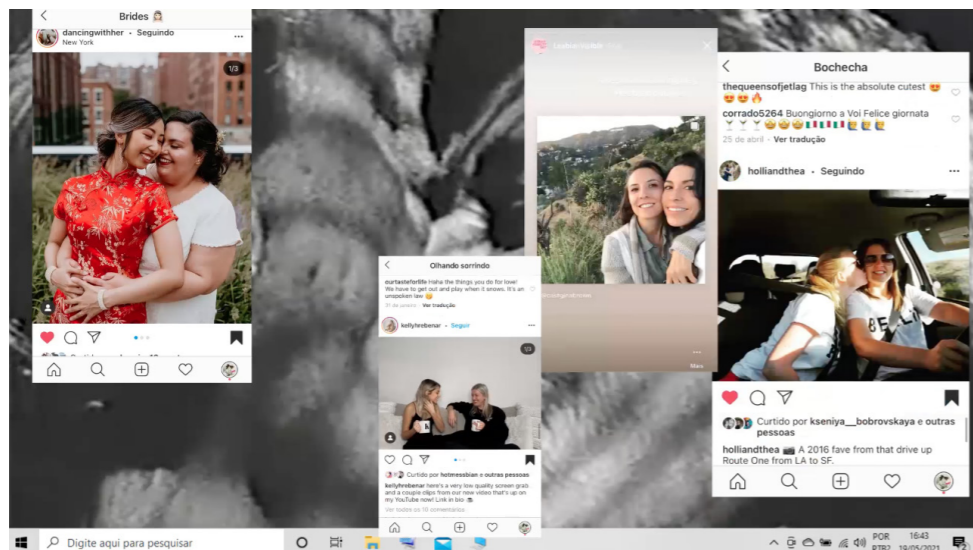 Brides
dancingwithher • Seguindo
New York
1/3
Olhando sorrindo
ourtasteforlife Haha the things you do for love!
We have to get out and play when it snows. It's an
unspoken law
31 de janeiro • Ver tradução
kellyhrebenar • Seguir
1/3
Curtido por hotmessbian e outras pessoas
kellyhrebenar here's a very low quality screen grab
and a couple clips from our new video that's up on
my YouTube now! Link in bio
Ver todos os 10 comentários
Mais
Bochecha
thequeensofjetlag This is the absolute cutest
corrado5264 Buongiorno a Voi Felice giornata
25 de abril • Ver tradução
holliandthea • Seguindo
Curtido por kseniya__bobrovskaya e outras
pessoas
holliandthea A 2016 fave from that drive up
Route One from LA to SF.
Digite aqui para pesquisar
POR
PTB2
16:43
19/05/2021